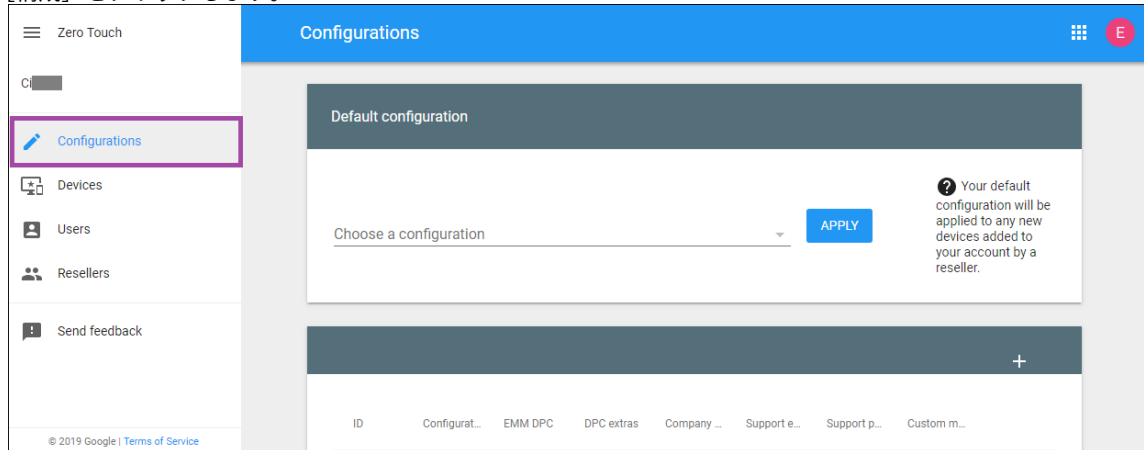 Zero Touch
Configurations
E
Ci
Configurations
Devices
Users
Resellers
Send feedback
© 2019 Google | Terms of Service
Default configuration
Choose a configuration
APPLY
Your default
configuration will be
applied to any new
devices added to
your account by a
reseller.
+
ID Configurat... EMM DPC DPC extras Company ... Support e... Support p... Custom m...